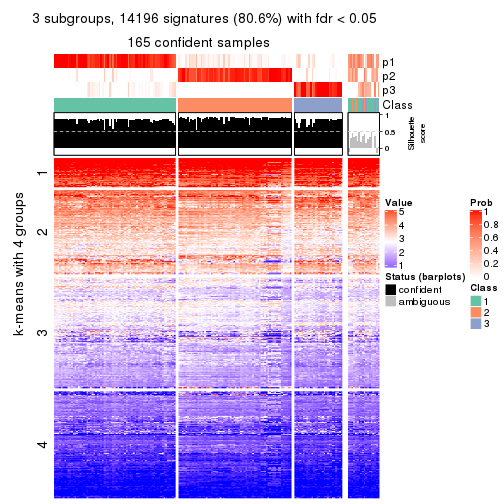 3 subgroups, 14196 signatures (80.6%) with fdr < 0.05
165 confident samples
p1
p2
p3
Class
1
0.5
0
Silhouette
score
k-means with 4 groups
1
2
3
4
Value
5
4
3
2
1
Status (barplots)
confident
ambiguous
Prob
1
0.8
0.6
0.4
0.2
0
Class
1
2
3